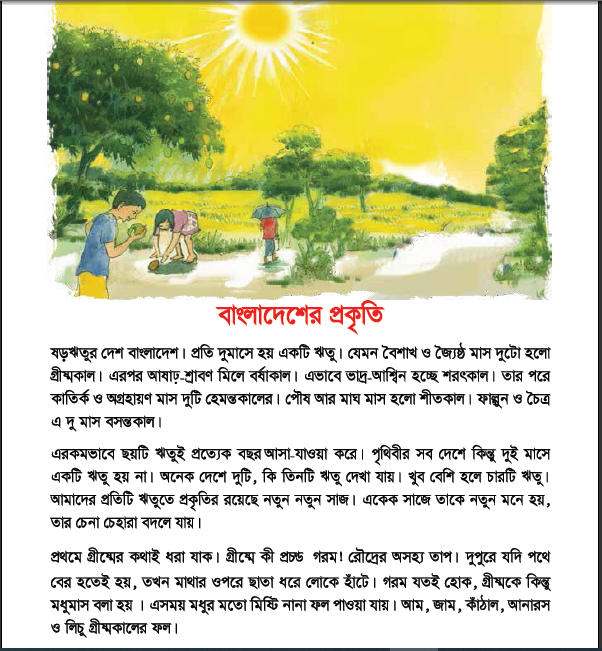 বাংলাদেশের প্রকৃতি
ষড়ঋতুর দেশ বাংলাদেশ। প্রতি দুমাসে হয় একটি ঋতু। যেমন বৈশাখ ও জ্যৈষ্ঠ মাস দুটো হলো
গ্রীষ্মকাল। এরপর আষাঢ়-শ্রাবণ মিলে বর্ষাকাল। এভাবে ভাদ্র-আশ্বিন হচ্ছে শরৎকাল। তার পরে
কাতির্ক ও অগ্রহায়ণ মাস দুটি হেমন্তকালের। পৌষ আর মাঘ মাস হলো শীতকাল। ফাল্গুন ও চৈত্র
এ দু মাস বসন্তকাল।
এরকমভাবে ছয়টি ঋতুই প্রত্যেক বছর আসা-যাওয়া করে। পৃথিবীর সব দেশে কিন্তু দুই মাসে
একটি ঋতু হয় না। অনেক দেশে দুটি, কি তিনটি ঋতু দেখা যায়। খুব বেশি হলে চারটি ঋতু।
আমাদের প্রতিটি ঋতুতে প্রকৃতির রয়েছে নতুন নতুন সাজ। একেক সাজে তাকে নতুন মনে হয়,
তার চেনা চেহারা বদলে যায়।
প্রথমে গ্রীষ্মের কথাই ধরা যাক। গ্রীষ্মে কী প্রচন্ড গরম! রৌদ্রের অসহ্য তাপ। দুপুরে যদি পথে
বের হতেই হয়, তখন মাথার ওপরে ছাতা ধরে লোকে হাঁটে। গরম যতই হোক, গ্রীষ্মকে কিন্তু
মধুমাস বলা হয় । এসময় মধুর মতো মিষ্টি নানা ফল পাওয়া যায়। আম, জাম, কাঁঠাল, আনারস
ও লিচু গ্রীষ্মকালের ফল।